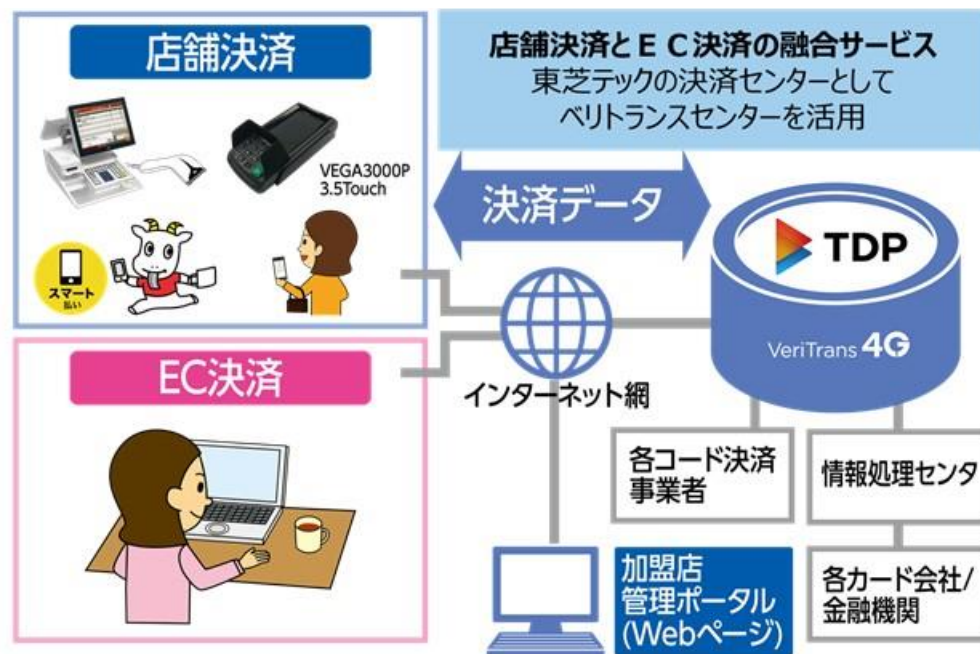 店舗決済
VEGA3000P
3.5Touch
スマート
払い
EC決済
店舗決済とEC決済の融合サービス
東芝テックの決済センターとして
ベリトランスセンターを活用
決済データ
TDP
VeriTrans 4G
インターネット網
各コード決済
事業者
情報処理センタ
加盟店
管理ポータル
(Webページ)
各カード会社/
金融機関